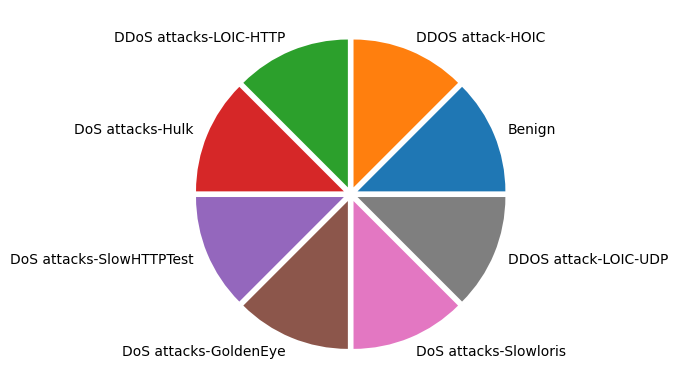 DDoS attacks-LOIC-HTTP
DDOS attack-HOIC
DoS attacks-Hulk
Benign
DoS attacks-SlowHTTPTest
DDOS attack-LOIC-UDP
DoS attacks-GoldenEye
DoS attacks-Slowloris